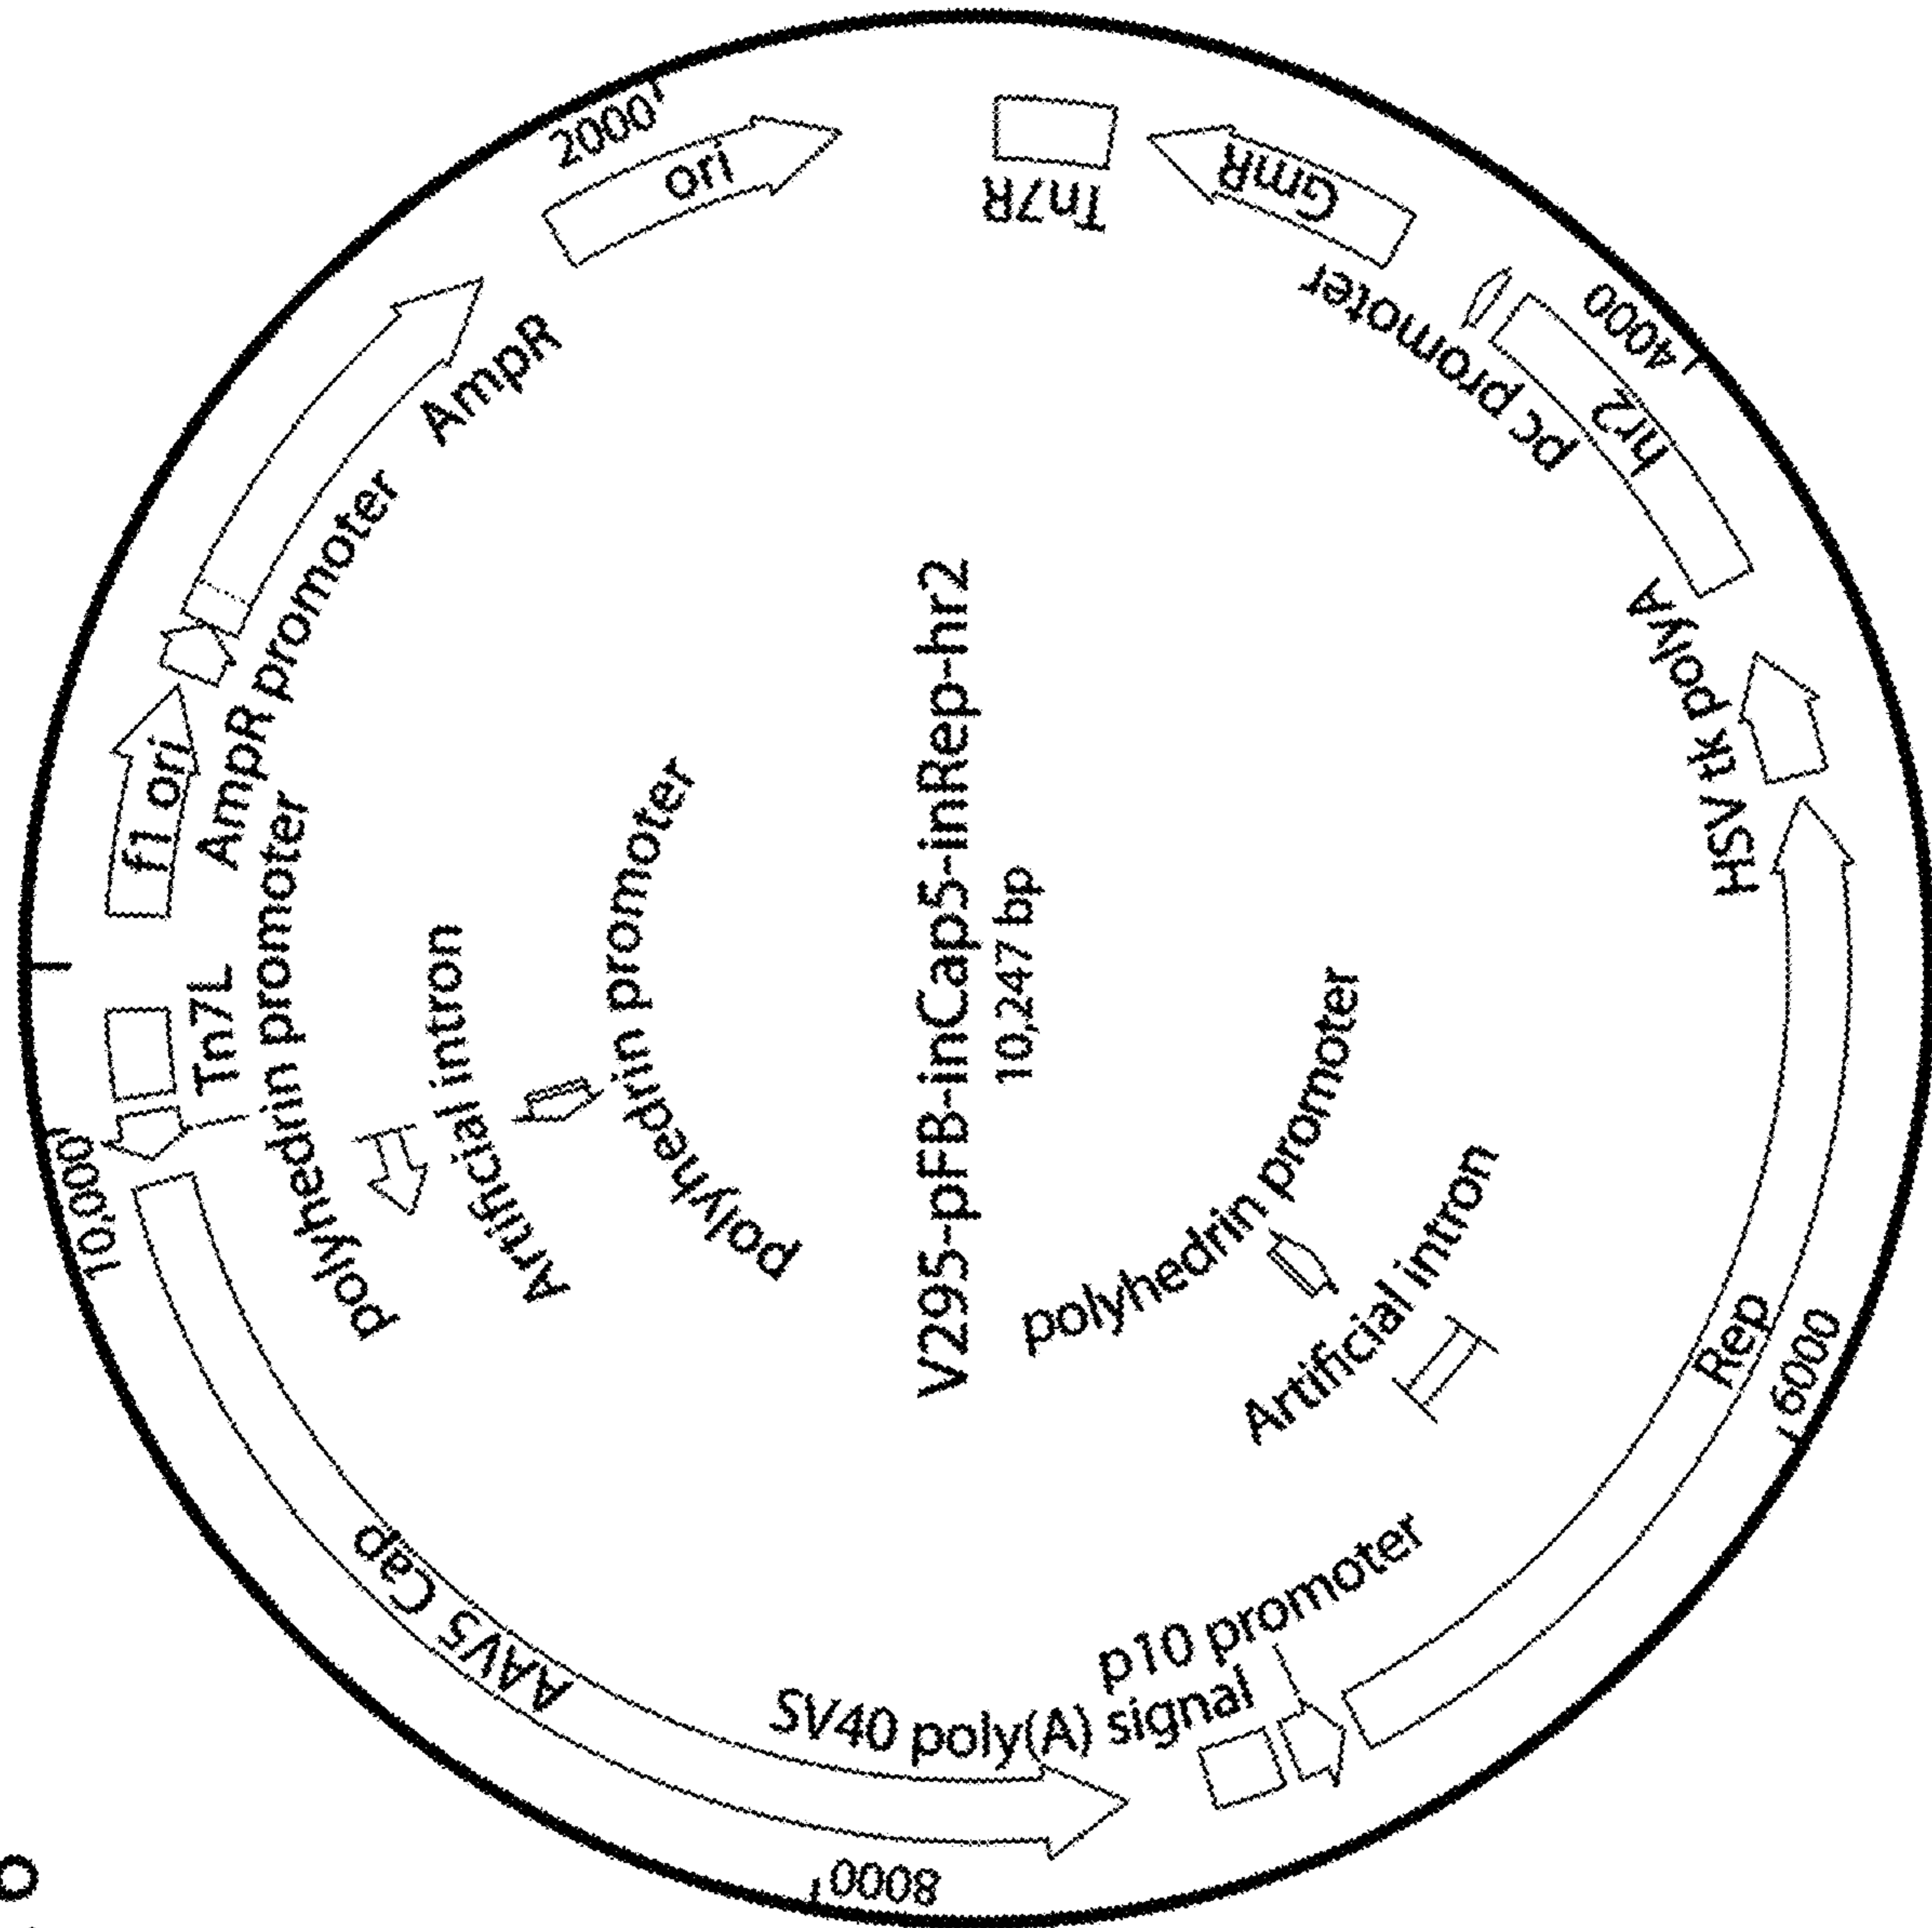 V295-pFB-inCap5-inRep-hr2
10,247 bp
f1 ori
AmpR promoter
AmpR
2000
ori
Tn7R
GmR
pc promoter
40000
hr2
HSV tk polyA
Rep
6000
polyhedrin promoter
Artificial intron
p10 promoter
SV40 poly(A) signal
8000
AAV5 Cap
polyhedrin promoter
Artificial intron
polyhedrin promoter
10,000
Tn7L